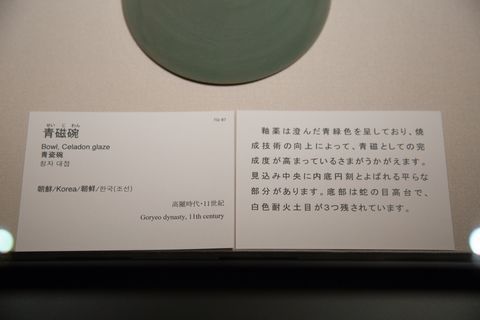 せい じ わん
青磁碗
Bowl, Celadon glaze
青瓷碗
청자 대접
朝鮮/Korea/朝鮮/한국(조선)
高麗時代・11世紀
Goryeo dynasty, 11th century
釉薬は澄んだ青緑色を呈しており、焼
成技術の向上によって、青磁としての完
成度が高まっているさまがうかがえます。
見込み中央に内底円刻とよばれる平らな
部分があります。底部は蛇の目高台で、
白色耐火土目が3つ残されています。